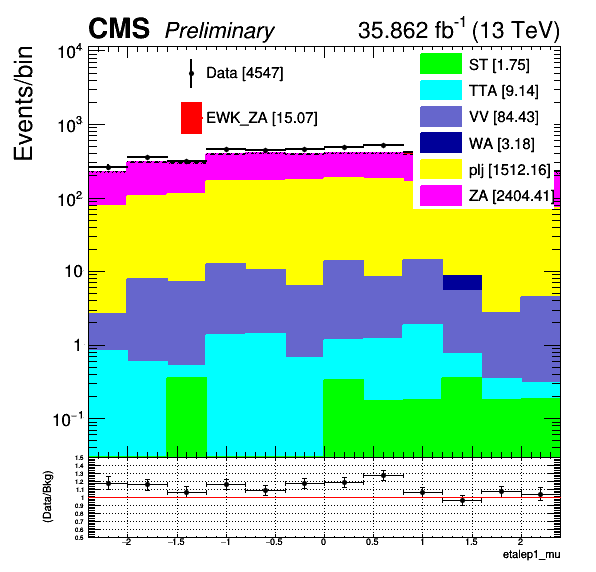 CMS Preliminary 35.862 fb⁻¹ (13 TeV)
Events/bin
10⁴
10³
10²
10
1
10⁻¹
Data [4547]
EWK_ZA [15.07]
ST [1.75]
TTA [9.14]
VV [84.43]
WA [3.18]
plj [1512.16]
ZA [2404.41]
(Data/Bkg)
1.5
1.4
1.3
1.2
1.1
1
0.9
0.8
0.7
0.6
0.5
−2 −1.5 −1 −0.5 0 0.5 1 1.5 2
etalep1_mu